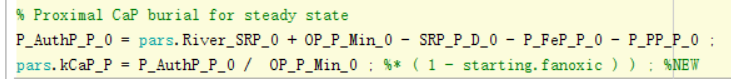 % Proximal CaP burial for steady state
P_AuthP_P_0 = pars.River_SRP_0 + OP_P_Min_0 - SRP_P_D_0 - P_FeP_P_0 - P_PP_P_0 ;
pars.kCaP_P = P_AuthP_P_0 / OP_P_Min_0 ; %* ( 1 - starting.fanoxic ) ) ; %NEW